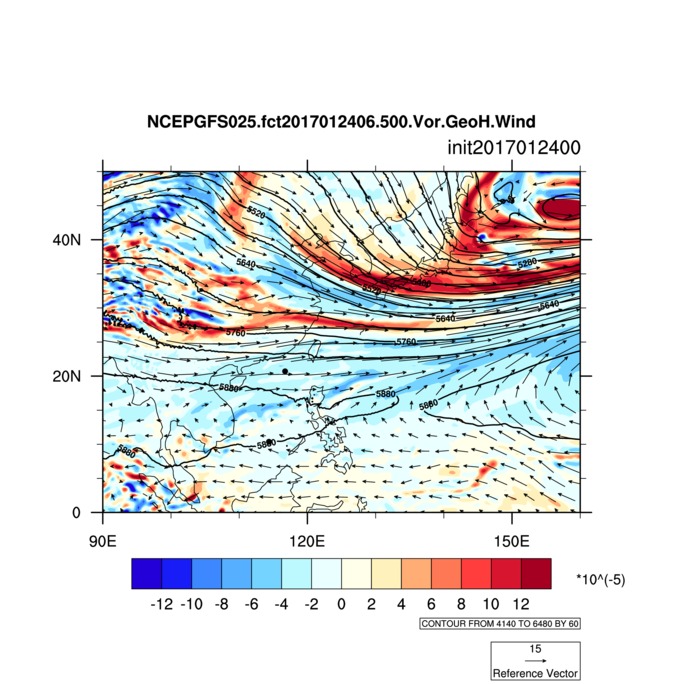 NCEPGFS025.fct2017012406.500.Vor.GeoH.Wind
init2017012400
40N
20N
0
90E 120E 150E
5520
5640
5280
5640
5640
5760
5760
5880
5880
5880
5880
5880
-12 -10 -8 -6 -4 -2 0 2 4 6 8 10 12
*10^(-5)
CONTOUR FROM 4140 TO 6480 BY 60
15
Reference Vector